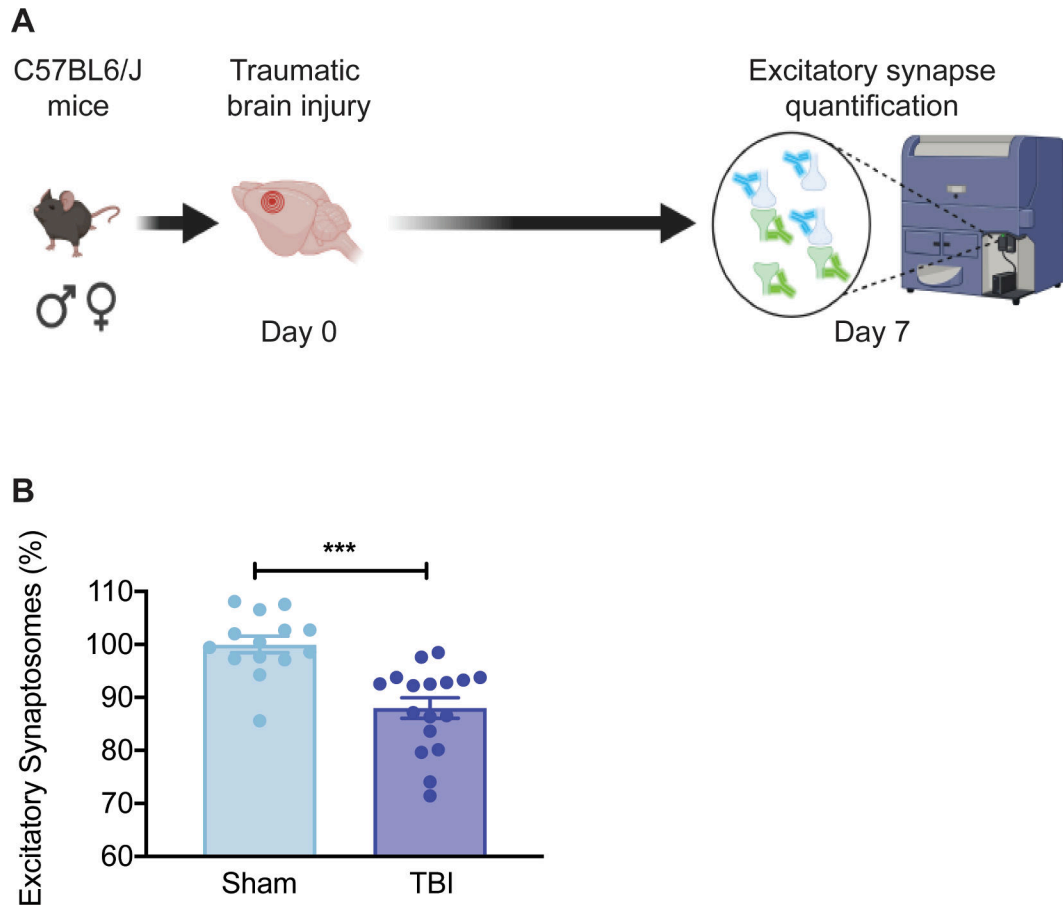 A
C57BL6/J
mice
Traumatic
brain injury
Excitatory synapse
quantification
♂♀
Day 0
Day 7
B
Excitatory Synaptosomes (%)
***
110
100
90
80
70
60
Sham
TBI